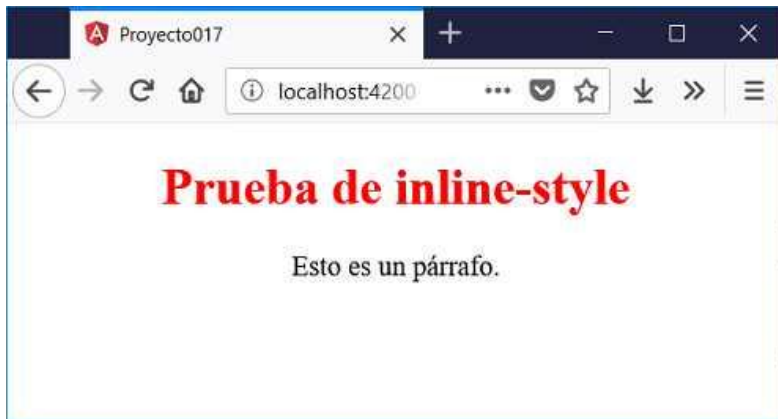 Proyecto017
localhost:4200
Prueba de inline-style
Esto es un párrafo.